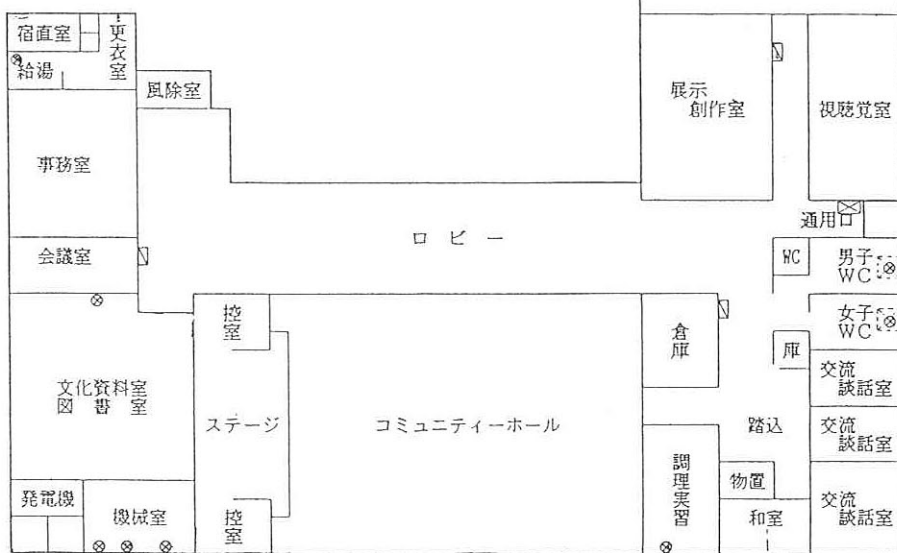 宿直室
更衣室
給湯
風除室
展示
創作室
視聴覚室
事務室
通用口
ロビー
会議室
WC
男子
WC
控室
倉庫
女子
WC
庫
交流
談話室
文化資料室
図書室
ステージ
コミュニティーホール
踏込
交流
談話室
調理実習
物置
発電機
機械室
控室
和室
交流
談話室